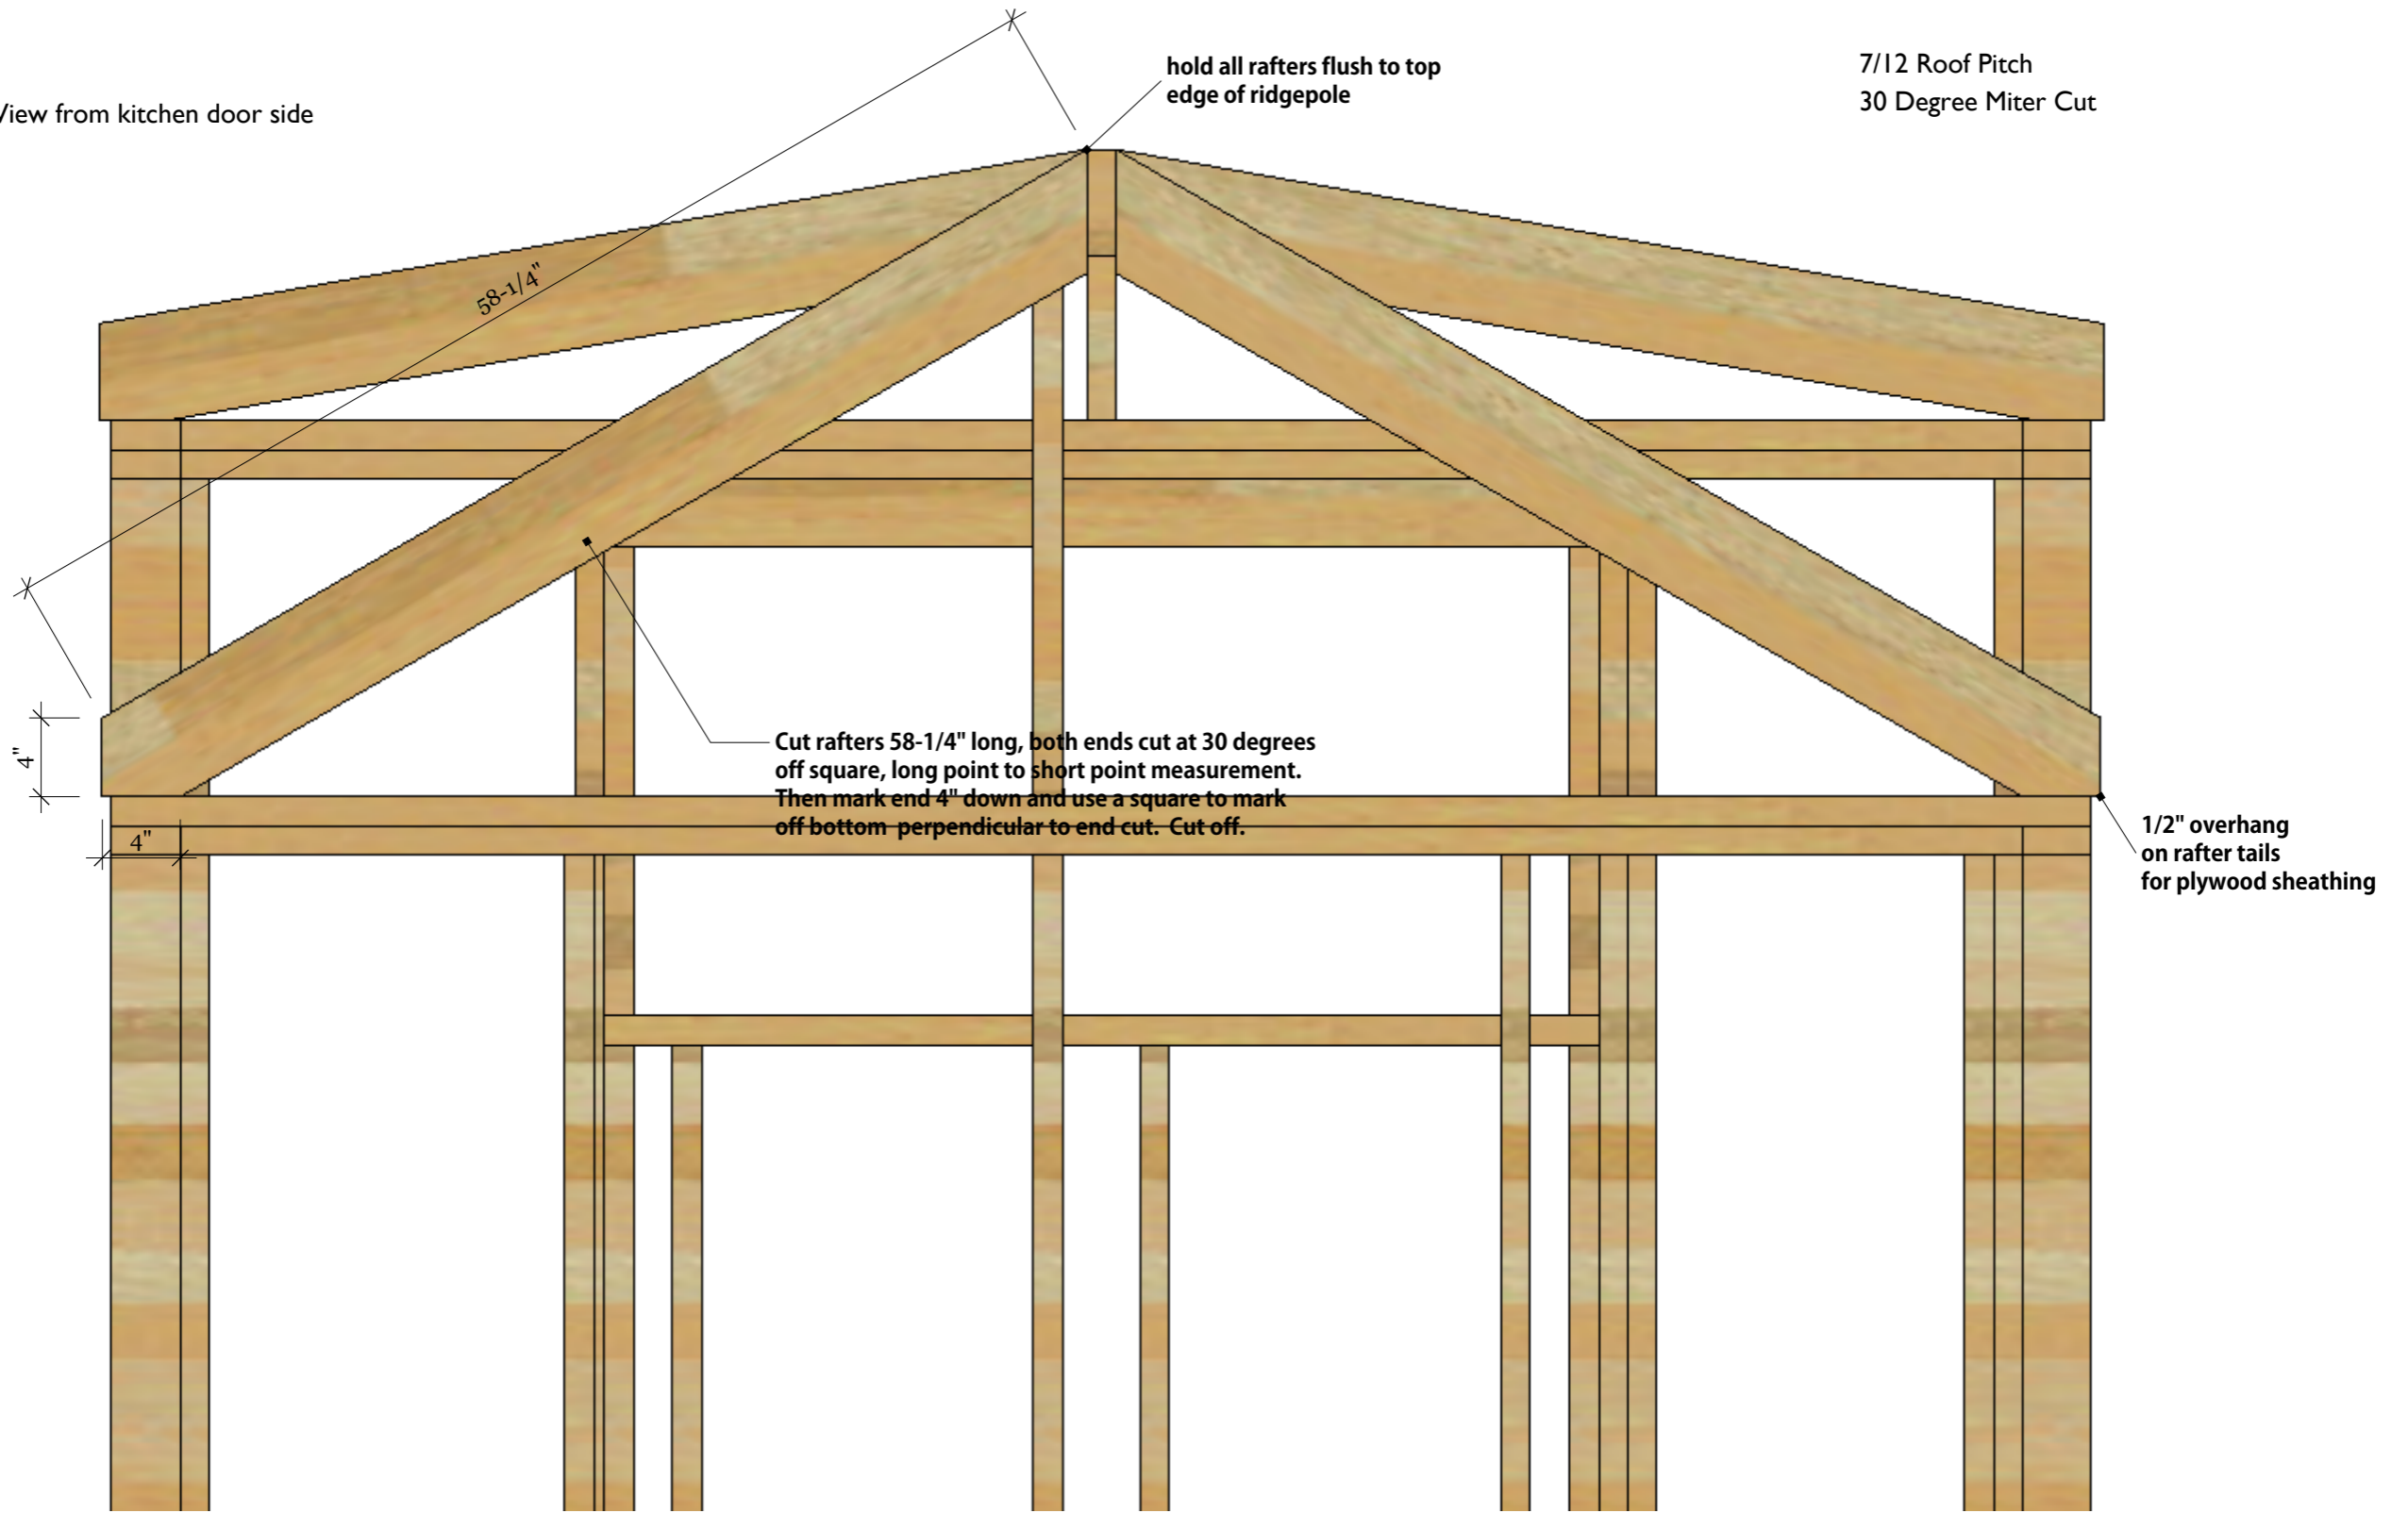 hold all rafters flush to top
edge of ridgepole
7/12 Roof Pitch
30 Degree Miter Cut
View from kitchen door side
58-1/4"
Cut rafters 58-1/4" long, both ends cut at 30 degrees
off square, long point to short point measurement.
Then mark end 4" down and use a square to mark
off bottom perpendicular to end cut. Cut off.
4"
4"
1/2" overhang
on rafter tails
for plywood sheathing